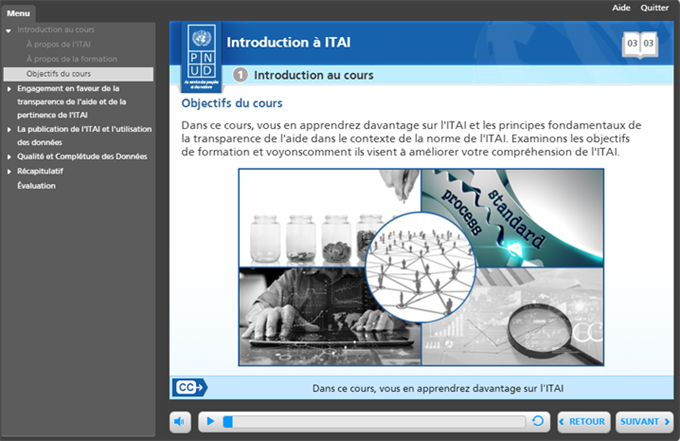 Aide Quitter
Menu
Introduction au cours
À propos de l'ITAI
À propos de la formation
Objectifs du cours
Engagement en faveur de la
transparence de l'aide et de la
pertinence de l'ITAI
La publication de l'ITAI et l'utilisation
des données
Qualité et Complétude des Données
Récapitulatif
Évaluation
P N
U D
Au service des peuples
et des nations
Introduction à ITAI
03 03
1 Introduction au cours
Objectifs du cours
Dans ce cours, vous en apprendrez davantage sur l'ITAI et les principes fondamentaux de
la transparence de l'aide dans le contexte de la norme de l'ITAI. Examinons les objectifs
de formation et voyonscomment ils visent à améliorer votre compréhension de l'ITAI.
process
standard
CC
CC
Dans ce cours, vous en apprendrez davantage sur l'ITAI
RETOUR
SUIVANT